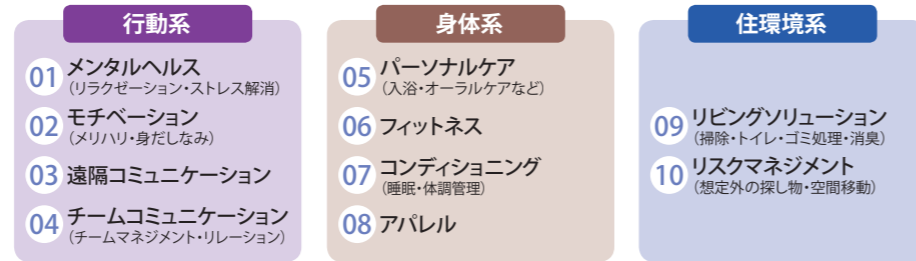 行動系
01 メンタルヘルス
(リラクゼーション・ストレス解消)
02 モチベーション
(メリハリ・身だしなみ)
03 遠隔コミュニケーション
04 チームコミュニケーション
(チームマネジメント・リレーション)
身体系
05 パーソナルケア
(入浴・オーラルケアなど)
06 フィットネス
07 コンディショニング
(睡眠・体調管理)
08 アパレル
住環境系
09 リビングソリューション
(掃除・トイレ・ゴミ処理・消臭)
10 リスクマネジメント
(想定外の探し物・空間移動)